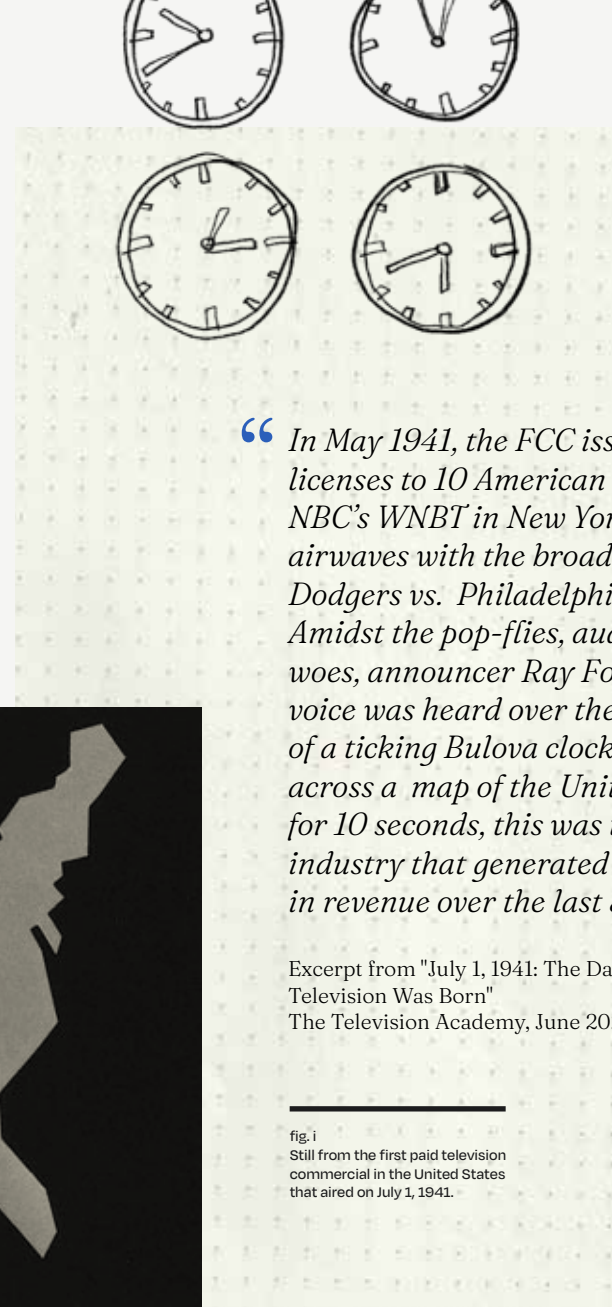 “ In May 1941, the FCC iss
licenses to 10 American
NBC’s WNBT in New Yor
airwaves with the broad
Dodgers vs.  Philadelphi
Amidst the pop-flies, aud
woes, announcer Ray Fo
voice was heard over the
of a ticking Bulova clock
across a  map of the Unit
for 10 seconds, this was i
industry that generated
in revenue over the last
Excerpt from "July 1, 1941: The Da
Television Was Born"
The Television Academy, June 20
fig. i
Still from the first paid television
commercial in the United States
that aired on July 1, 1941.